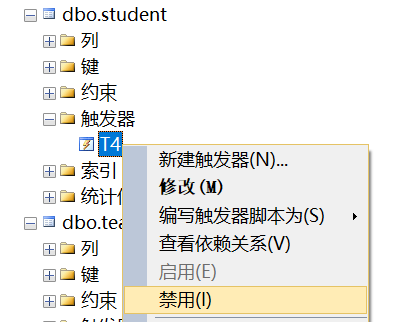 dbo.student
列
键
约束
触发器
T4
新建触发器(N)...
修改(M)
编写触发器脚本为(S)
查看依赖关系(V)
启用(E)
禁用(I)
索引
统计
dbo.tea
列
键
约束